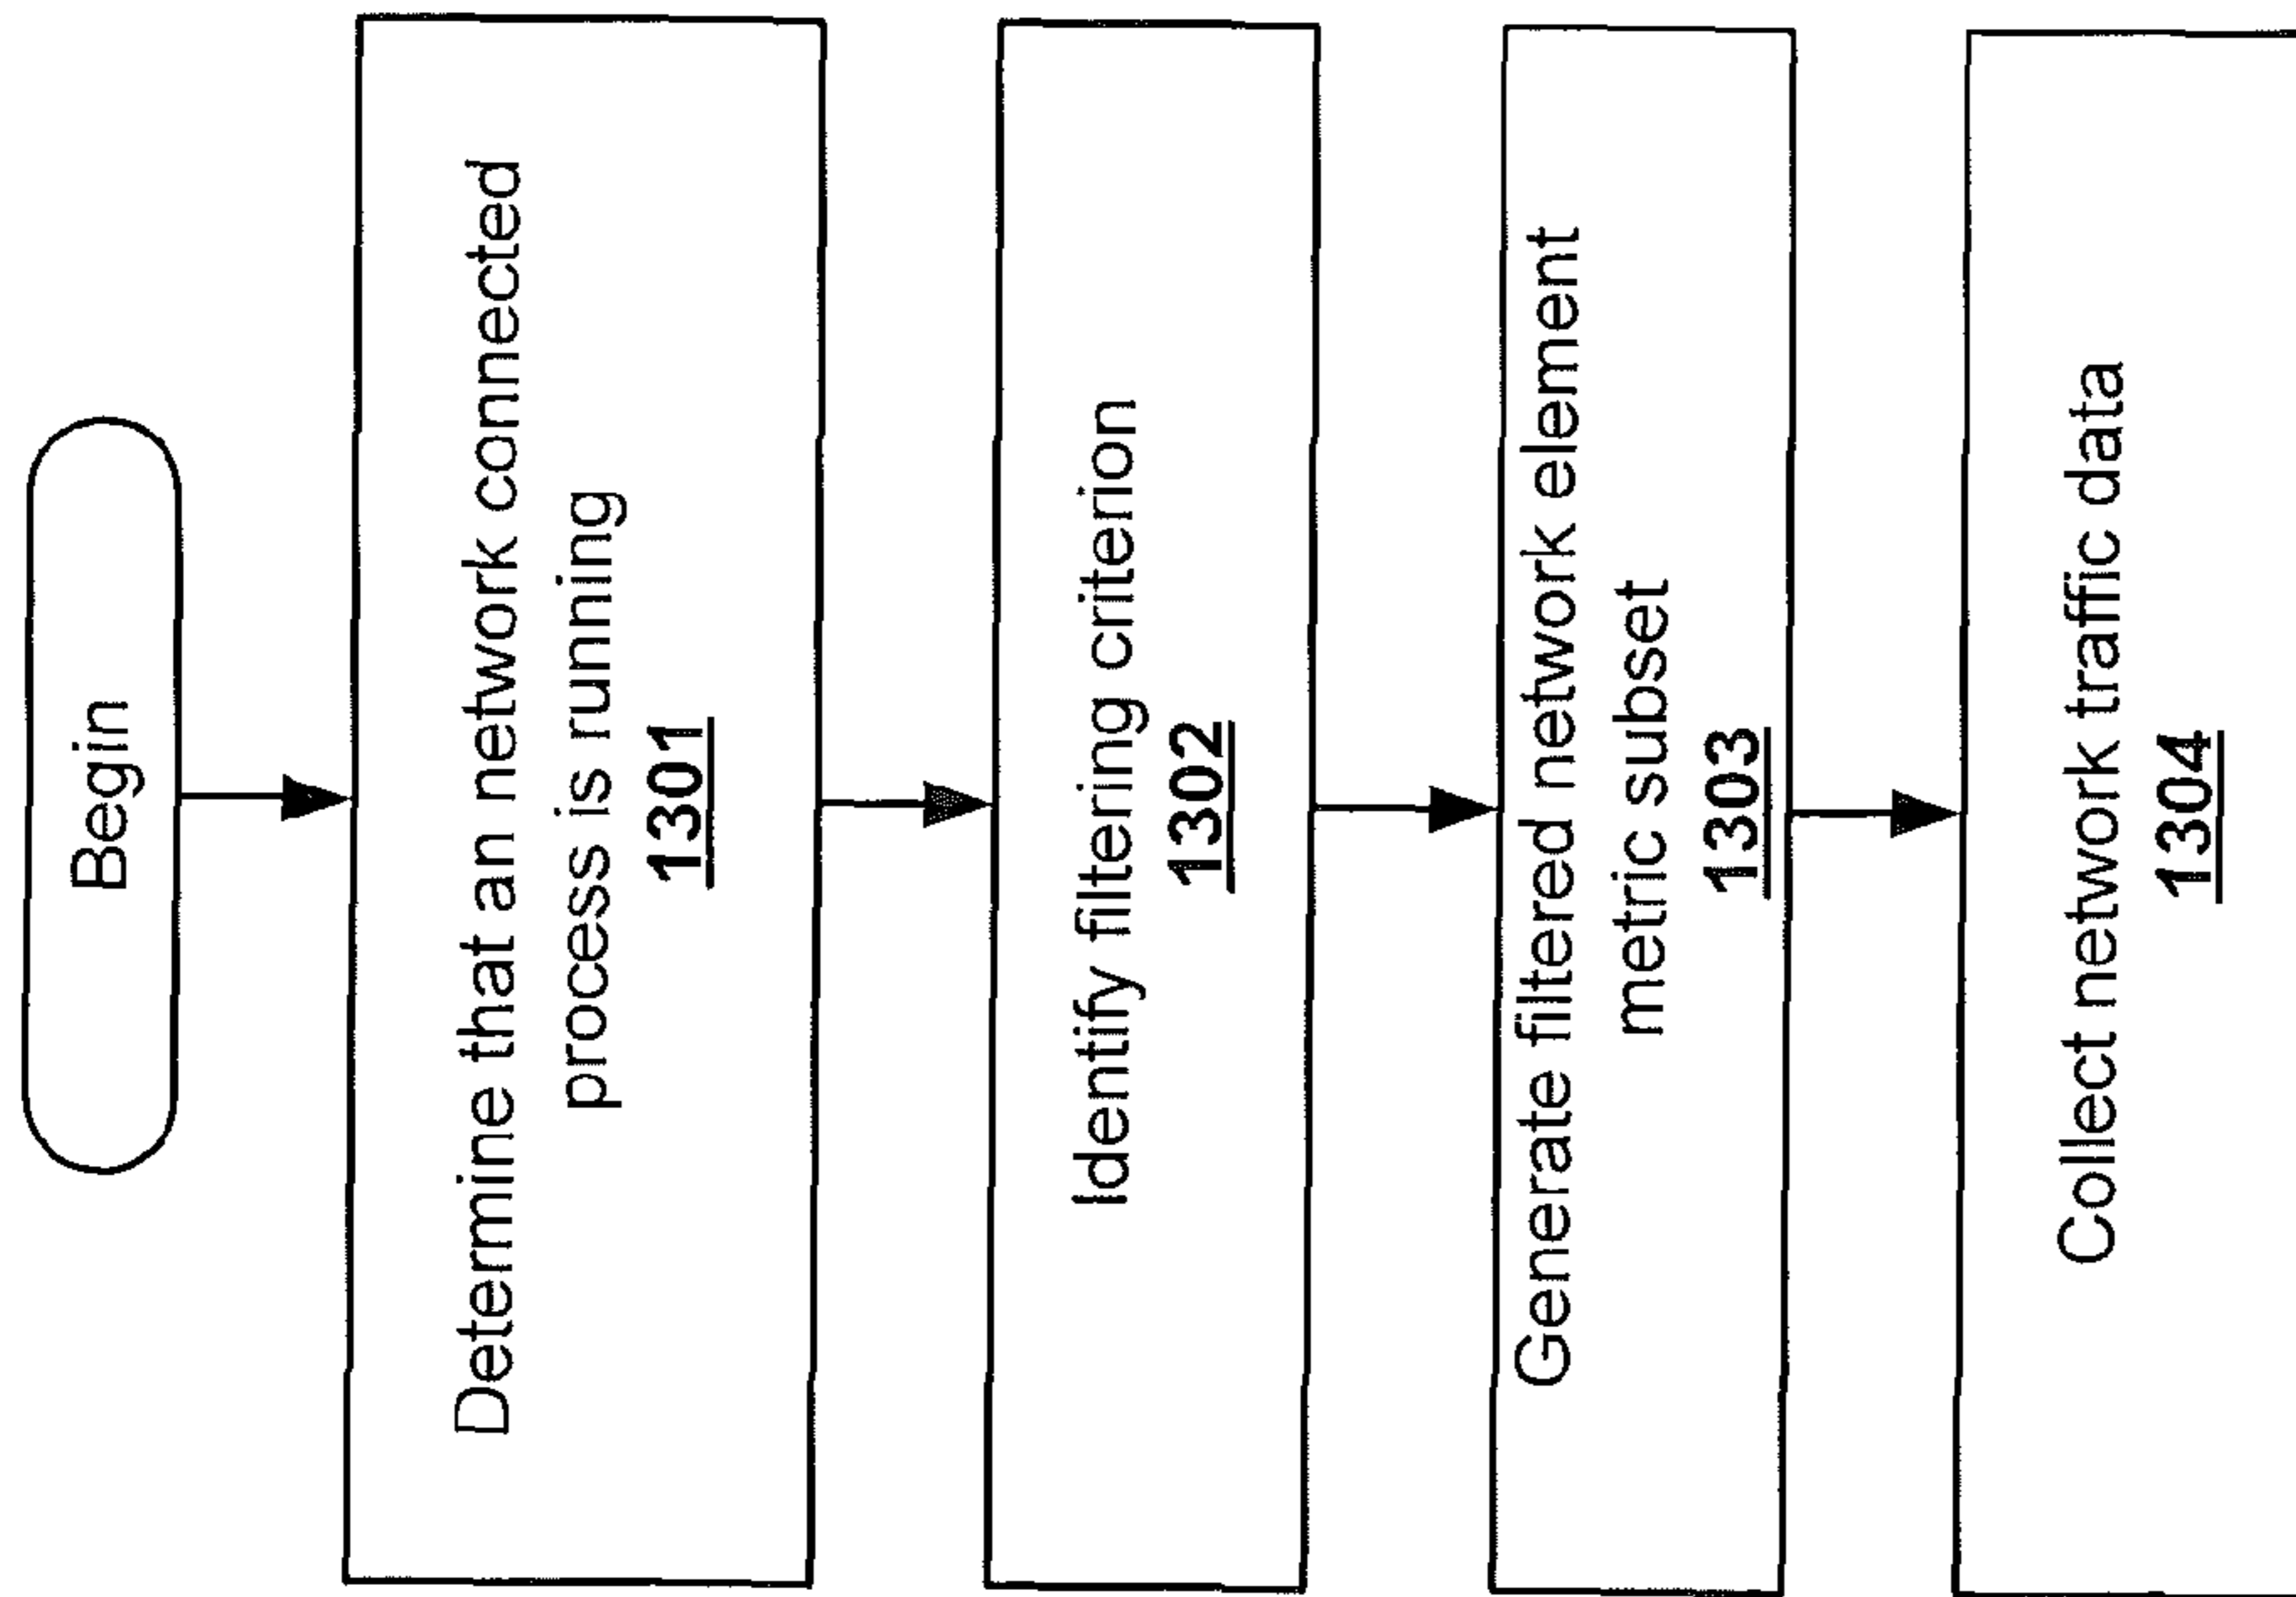 Begin
Determine that an network connected
process is running
1301
Identify filtering criterion
1302
Generate filtered network element
metric subset
1303
Collect network traffic data
1304